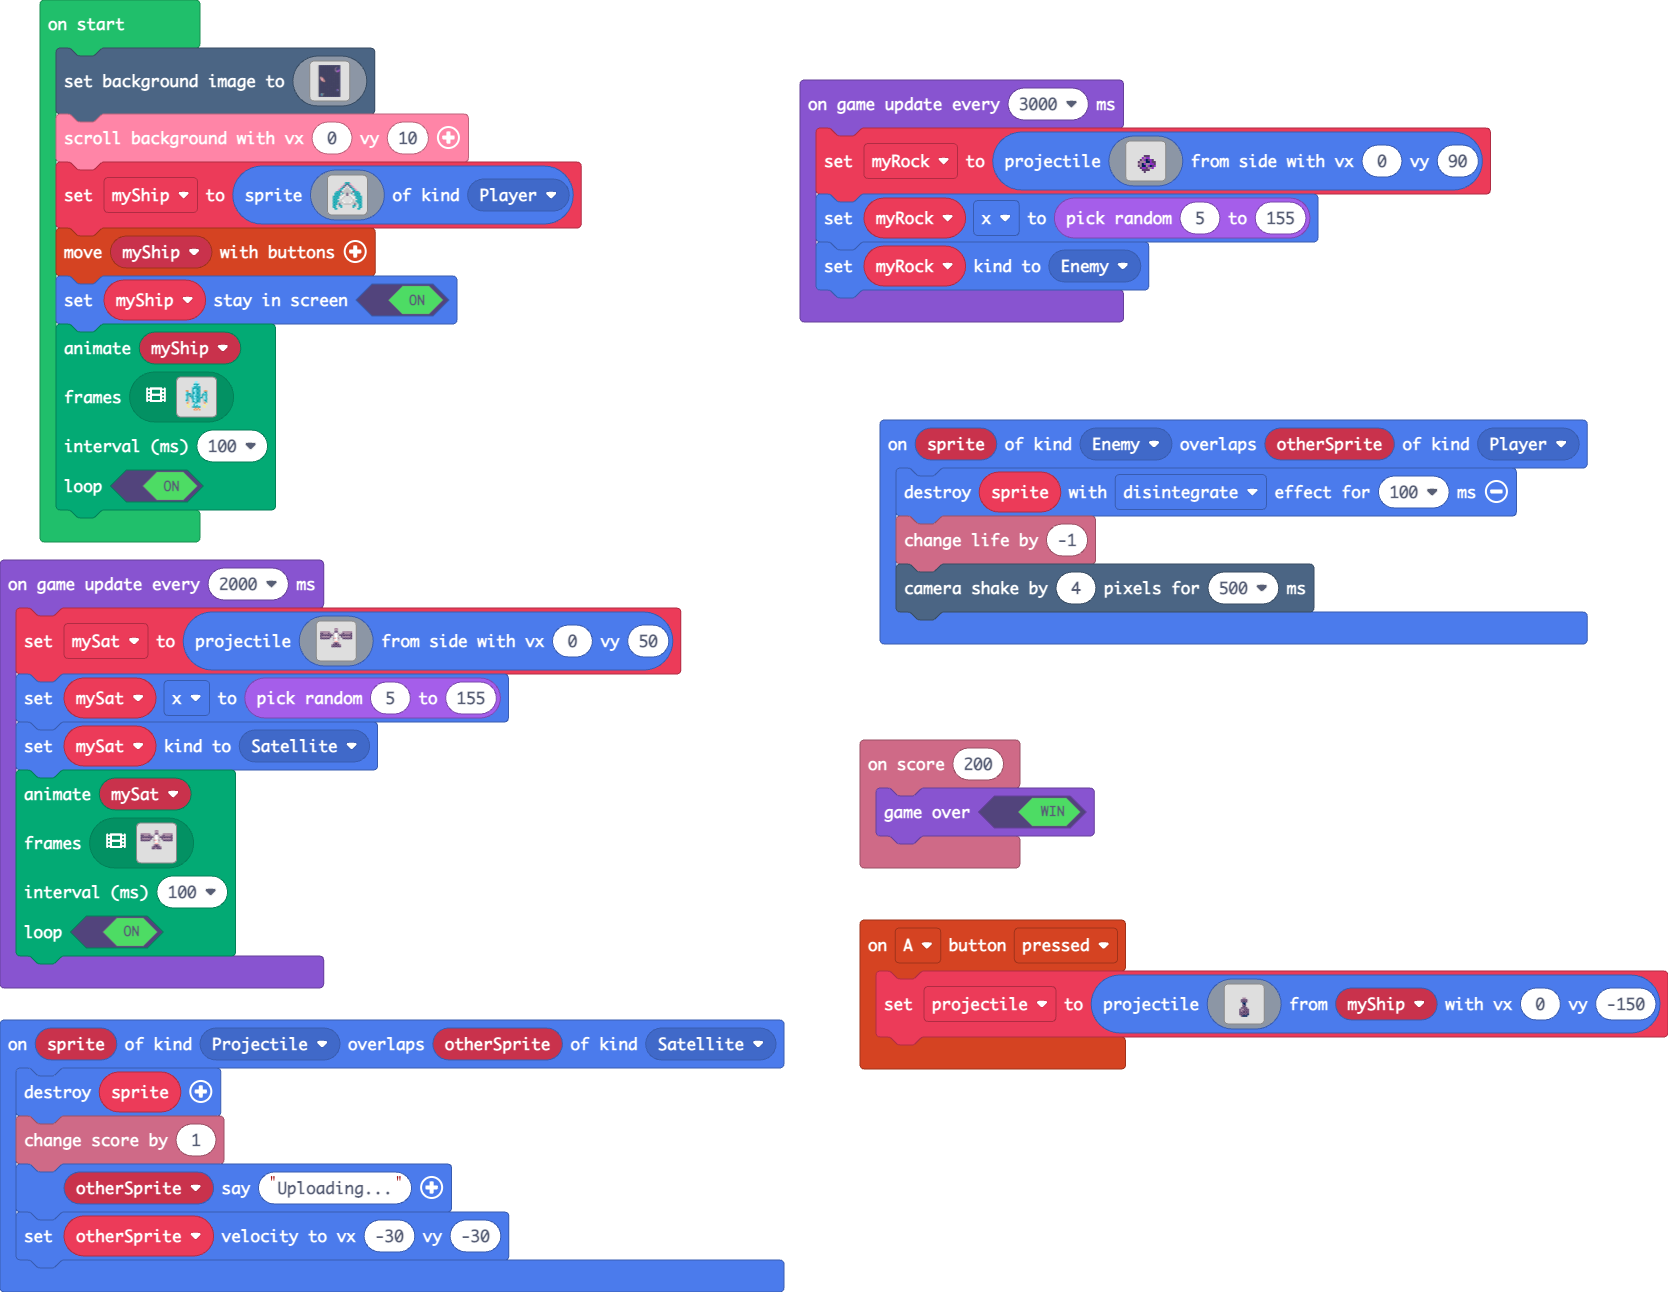 on start
set background image to
scroll background with vx 0 vy 10
set myShip to sprite of kind Player
move myShip with buttons
set myShip stay in screen ON
animate myShip
frames
interval (ms) 100
loop ON
on game update every 2000 ms
set mySat to projectile from side with vx 0 vy 50
set mySat x to pick random 5 to 155
set mySat kind to Satellite
animate mySat
frames
interval (ms) 100
loop ON
on sprite of kind Projectile overlaps otherSprite of kind Satellite
destroy sprite
change score by 1
otherSprite say "Uploading..."
set otherSprite velocity to vx -30 vy -30
on game update every 3000 ms
set myRock to projectile from side with vx 0 vy 90
set myRock x to pick random 5 to 155
set myRock kind to Enemy
on sprite of kind Enemy overlaps otherSprite of kind Player
destroy sprite with disintegrate effect for 100 ms
change life by -1
camera shake by 4 pixels for 500 ms
on score 200
game over WIN
on A button pressed
set projectile to projectile from myShip with vx 0 vy -150